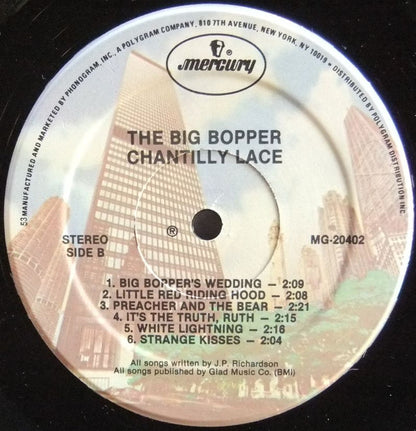 53 MANUFACTURED AND MARKETED BY PHONOGRAM, INC., A POLYGRAM COMPANY, 810 7TH AVENUE, NEW YORK, NY 10019 • DISTRIBUTED BY POLYGRAM DISTRIBUTION INC.
®
mercury
THE BIG BOPPER
CHANTILLY LACE
STEREO
SIDE B
®
MG-20402
1. BIG BOPPER'S WEDDING — 2:09
2. LITTLE RED RIDING HOOD — 2:08
3. PREACHER AND THE BEAR — 2:21
4. IT'S THE TRUTH, RUTH — 2:15
5. WHITE LIGHTNING — 2:16
6. STRANGE KISSES — 2:04
All songs written by J.P. Richardson
All songs published by Glad Music Co. (BMI)